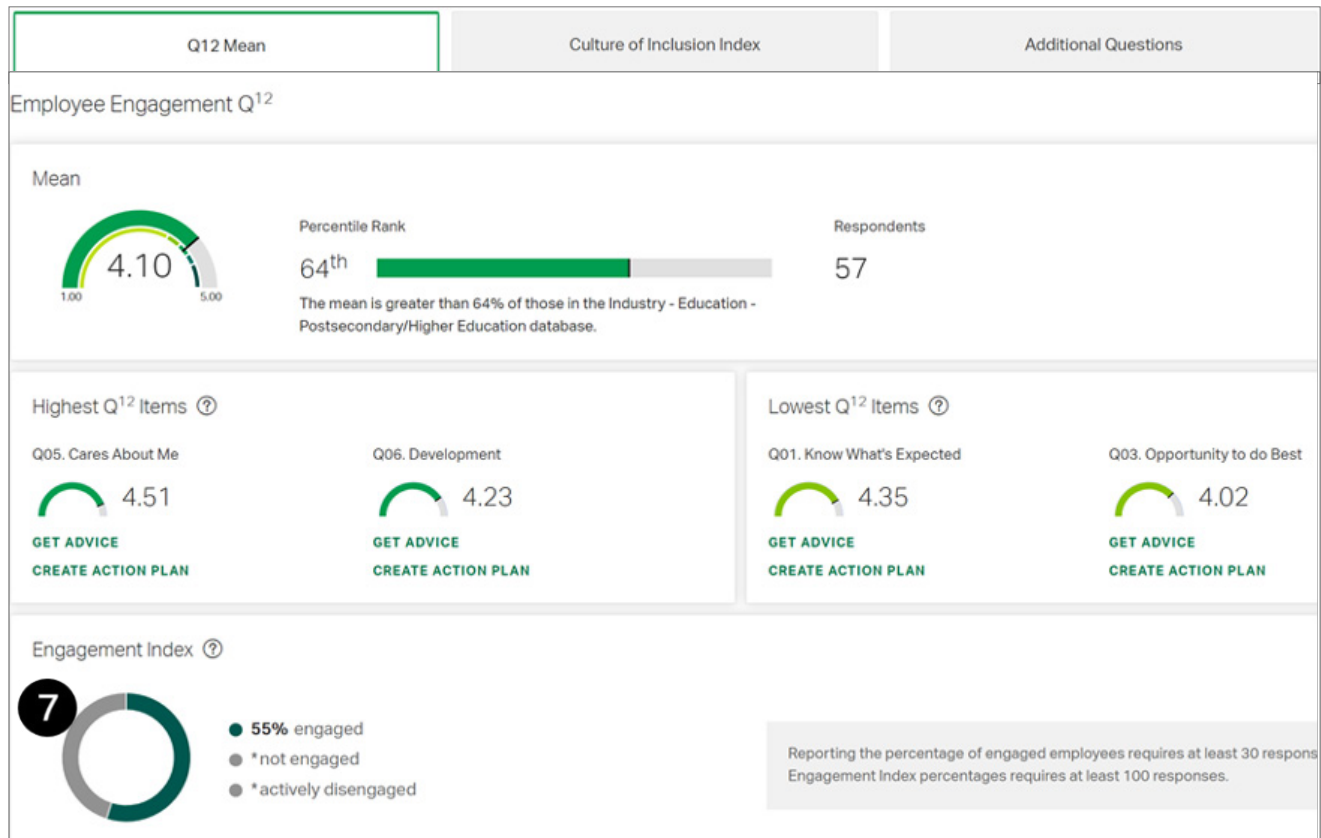 Q12 Mean
Culture of Inclusion Index
Additional Questions
Employee Engagement Q12
Mean
4.10
1.00
5.00
Percentile Rank
64th
The mean is greater than 64% of those in the Industry - Education -
Postsecondary/Higher Education database.
Respondents
57
Highest Q12 Items ?
Q05. Cares About Me
4.51
GET ADVICE
CREATE ACTION PLAN
Q06. Development
4.23
GET ADVICE
CREATE ACTION PLAN
Lowest Q12 Items ?
Q01. Know What's Expected
4.35
GET ADVICE
CREATE ACTION PLAN
Q03. Opportunity to do Best
4.02
GET ADVICE
CREATE ACTION PLAN
Engagement Index ?
7
55% engaged
*not engaged
*actively disengaged
Reporting the percentage of engaged employees requires at least 30 respons
Engagement Index percentages requires at least 100 responses.